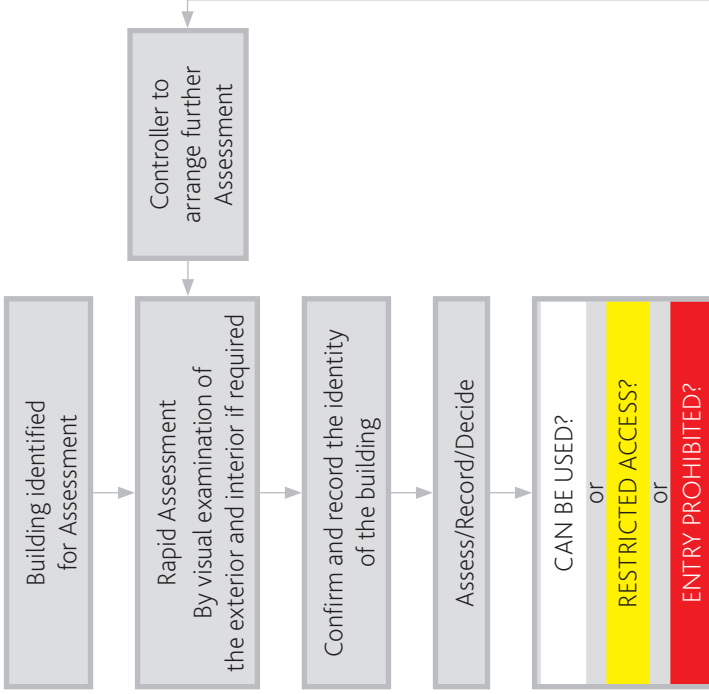 Building identified
for Assessment
Controller to
arrange further
Assessment
Rapid Assessment
By visual examination of
the exterior and interior if required
Confirm and record the identity
of the building
Assess/Record/Decide
CAN BE USED?
or
RESTRICTED ACCESS?
or
ENTRY PROHIBITED?